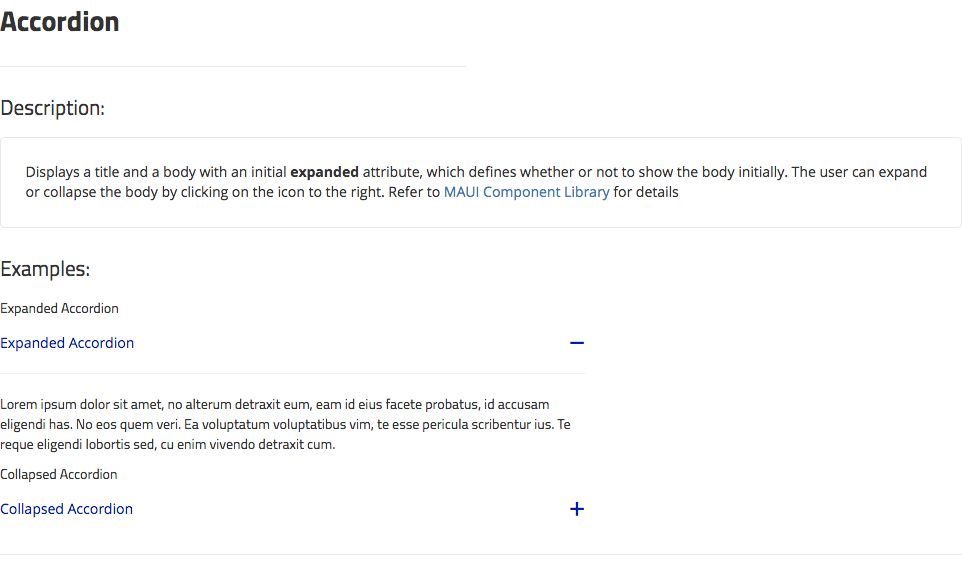 Accordion
Description:
Displays a title and a body with an initial expanded attribute, which defines whether or not to show the body initially. The user can expand
or collapse the body by clicking on the icon to the right. Refer to MAUI Component Library for details
Examples:
Expanded Accordion
Expanded Accordion
Lorem ipsum dolor sit amet, no alterum detraxit eum, eam id eius facete probatus, id accusam
eligendi has. No eos quem veri. Ea voluptatum voluptatibus vim, te esse pericula scribentur ius. Te
reque eligendi lobortis sed, cu enim vivendo detraxit cum.
Collapsed Accordion
Collapsed Accordion